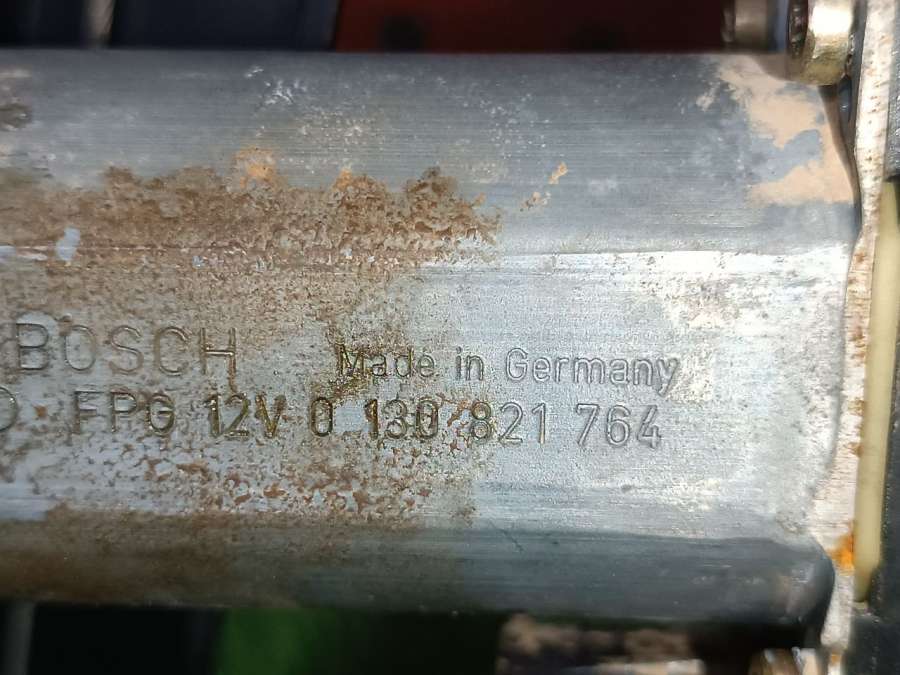 BOSCH Made in Germany
FPG 12V 0 130 821 764